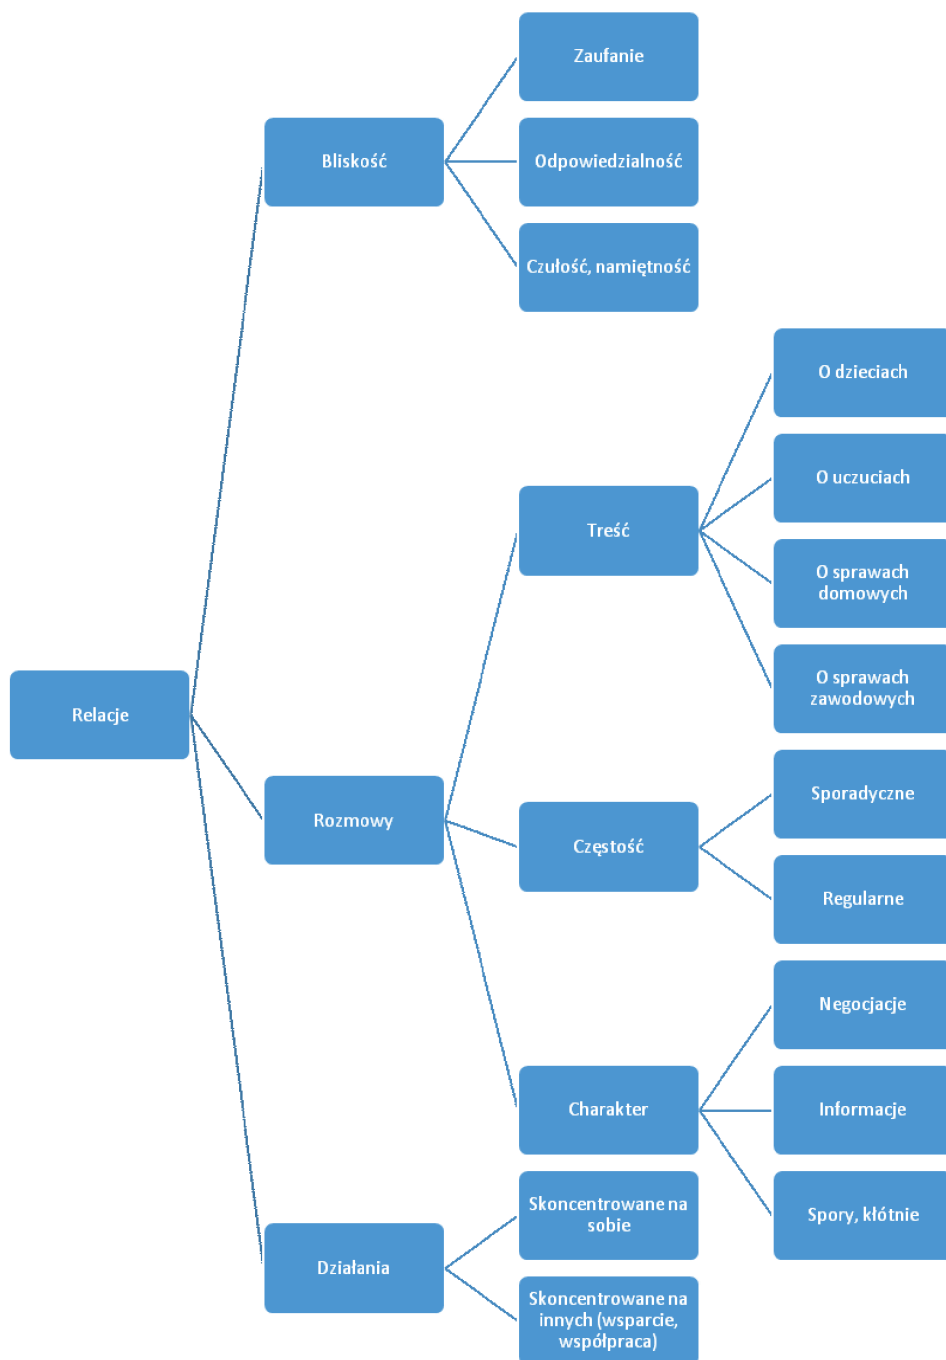 Zaufanie
Bliskość
Odpowiedzialność
Czułość, namiętność
O dzieciach
O uczuciach
Treść
O sprawach
domowych
O sprawach
zawodowych
Relacje
Rozmowy
Sporadyczne
Częstość
Regularne
Negocjacje
Charakter
Informacje
Spory, kłótnie
Działania
Skoncentrowane na
sobie
Skoncentrowane na
innych (wsparcie,
współpraca)